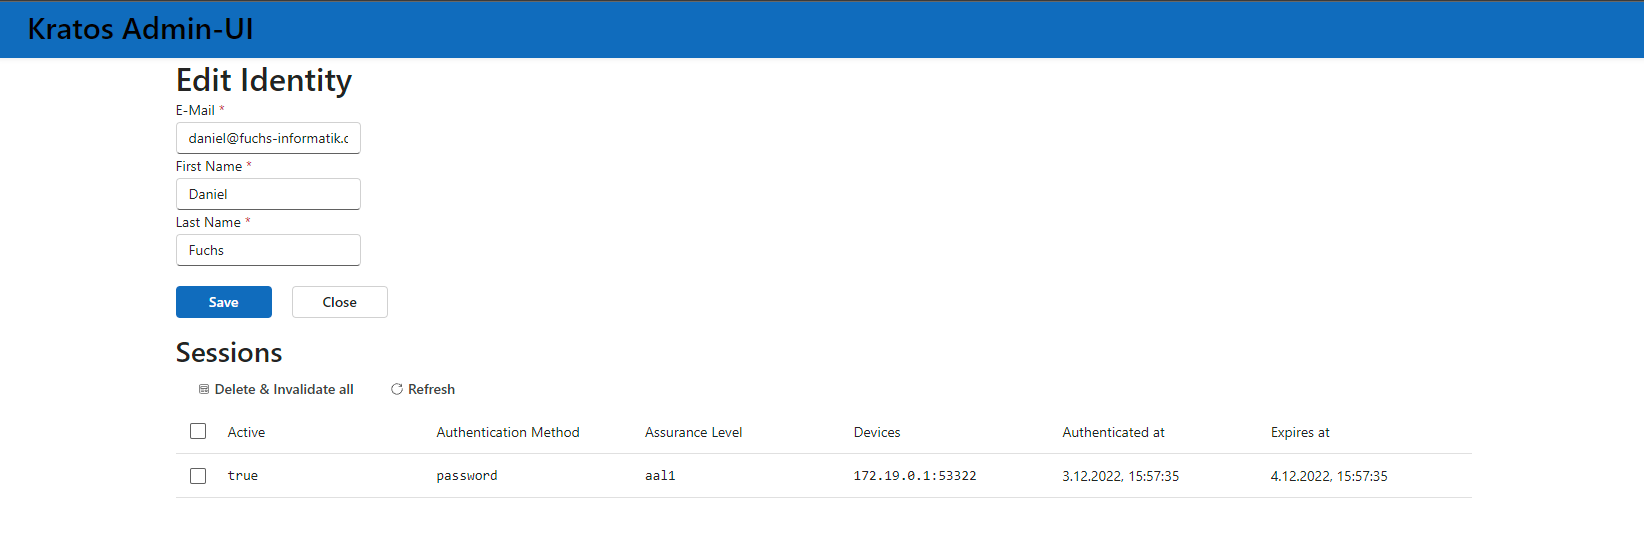 Kratos Admin-UI
Edit Identity
E-Mail *
daniel@fuchs-informatik.c
First Name *
Daniel
Last Name *
Fuchs
Save Close
Sessions
Delete & Invalidate all Refresh
Active Authentication Method Assurance Level Devices Authenticated at Expires at
true password aal1 172.19.0.1:53322 3.12.2022, 15:57:35 4.12.2022, 15:57:35